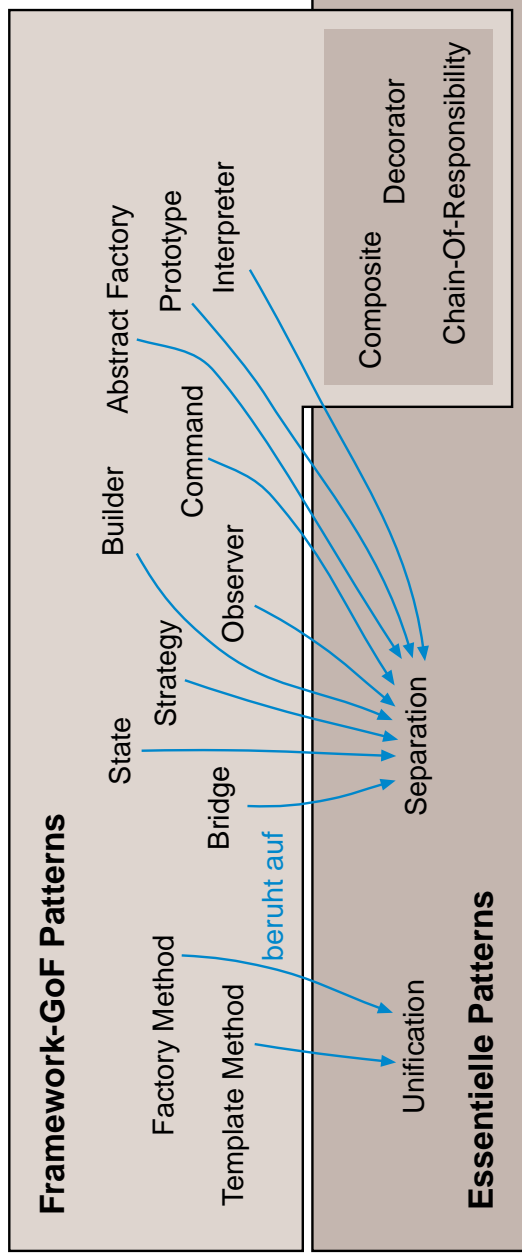 Framework-GoF Patterns
Factory Method
Template Method
beruht auf
Bridge
State
Strategy
Observer
Builder
Command
Abstract Factory
Prototype
Interpreter
Unification
Separation
Essentielle Patterns
Composite
Decorator
Chain-Of-Responsibility